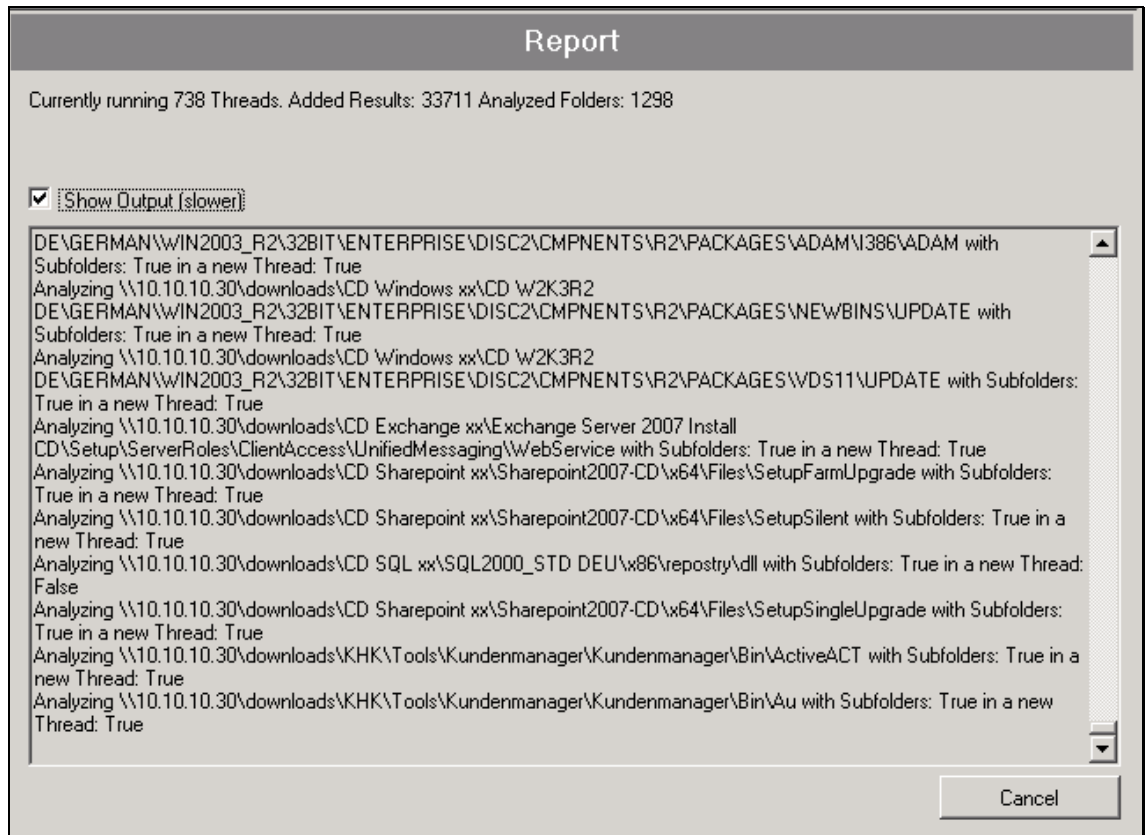 Report
Currently running 738 Threads. Added Results: 33711 Analyzed Folders: 1298
Show Output (slower)
DE\GERMAN\WIN2003_R2\32BIT\ENTERPRISE\DISC2\CMPNENTS\R2\PACKAGES\ADAM\I386\ADAM with
Subfolders: True in a new Thread: True
Analyzing \\10.10.10.30\downloads\CD Windows xx\CD W2K3R2
DE\GERMAN\WIN2003_R2\32BIT\ENTERPRISE\DISC2\CMPNENTS\R2\PACKAGES\NEWBINS\UPDATE with
Subfolders: True in a new Thread: True
Analyzing \\10.10.10.30\downloads\CD Windows xx\CD W2K3R2
DE\GERMAN\WIN2003_R2\32BIT\ENTERPRISE\DISC2\CMPNENTS\R2\PACKAGES\VDS11\UPDATE with Subfolders:
True in a new Thread: True
Analyzing \\10.10.10.30\downloads\CD Exchange xx\Exchange Server 2007 Install
CD\Setup\ServerRoles\ClientAccess\UnifiedMessaging\WebService with Subfolders: True in a new Thread: True
Analyzing \\10.10.10.30\downloads\CD Sharepoint xx\Sharepoint2007-CD\x64\Files\SetupFarmUpgrade with Subfolders:
True in a new Thread: True
Analyzing \\10.10.10.30\downloads\CD Sharepoint xx\Sharepoint2007-CD\x64\Files\SetupSilent with Subfolders: True in a
new Thread: True
Analyzing \\10.10.10.30\downloads\CD SQL xx\SQL2000_STD DEU\x86\repostry\dll with Subfolders: True in a new Thread:
False
Analyzing \\10.10.10.30\downloads\CD Sharepoint xx\Sharepoint2007-CD\x64\Files\SetupSingleUpgrade with Subfolders:
True in a new Thread: True
Analyzing \\10.10.10.30\downloads\KHK\Tools\Kundenmanager\Kundenmanager\Bin\ActiveACT with Subfolders: True in a
new Thread: True
Analyzing \\10.10.10.30\downloads\KHK\Tools\Kundenmanager\Kundenmanager\Bin\Au with Subfolders: True in a new
Thread: True
Cancel